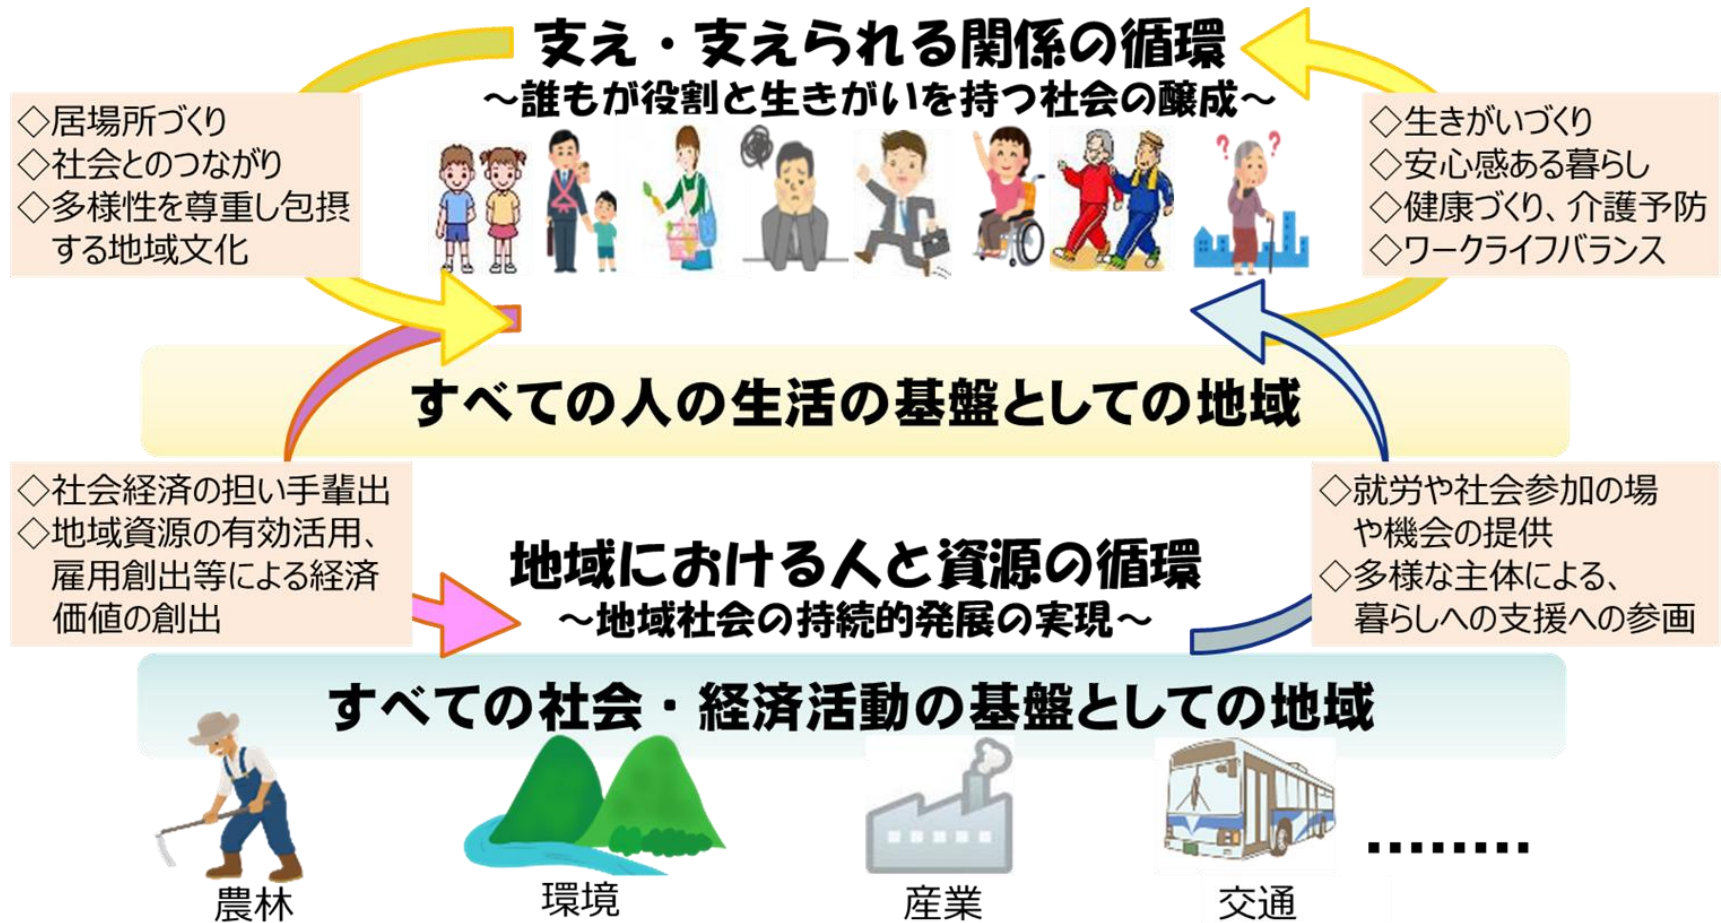 支え・支えられる関係の循環
～誰もが役割と生きがいを持つ社会の醸成～
◇居場所づくり
◇社会とのつながり
◇多様性を尊重し包摂
する地域文化
◇生きがいづくり
◇安心感ある暮らし
◇健康づくり、介護予防
◇ワークライフバランス
? ?
すべての人の生活の基盤としての地域
◇社会経済の担い手輩出
◇地域資源の有効活用、
雇用創出等による経済
価値の創出
地域における人と資源の循環
～地域社会の持続的発展の実現～
◇就労や社会参加の場
や機会の提供
◇多様な主体による、
暮らしへの支援への参画
すべての社会・経済活動の基盤としての地域
農林
環境
産業
交通
………